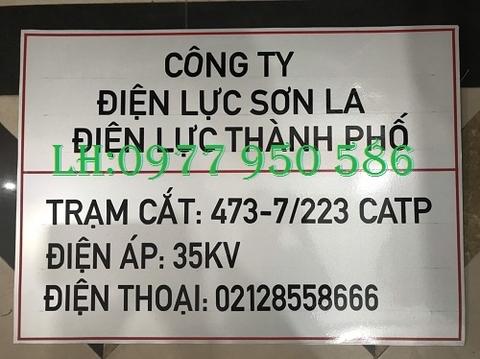 CÔNG TY
ĐIỆN LỰC SƠN LA
ĐIỆN LỰC THÀNH PHỐ
LH:0977 950 586
TRẠM CẮT: 473-7/223 CATP
ĐIỆN ÁP: 35KV
ĐIỆN THOẠI: 02128558666